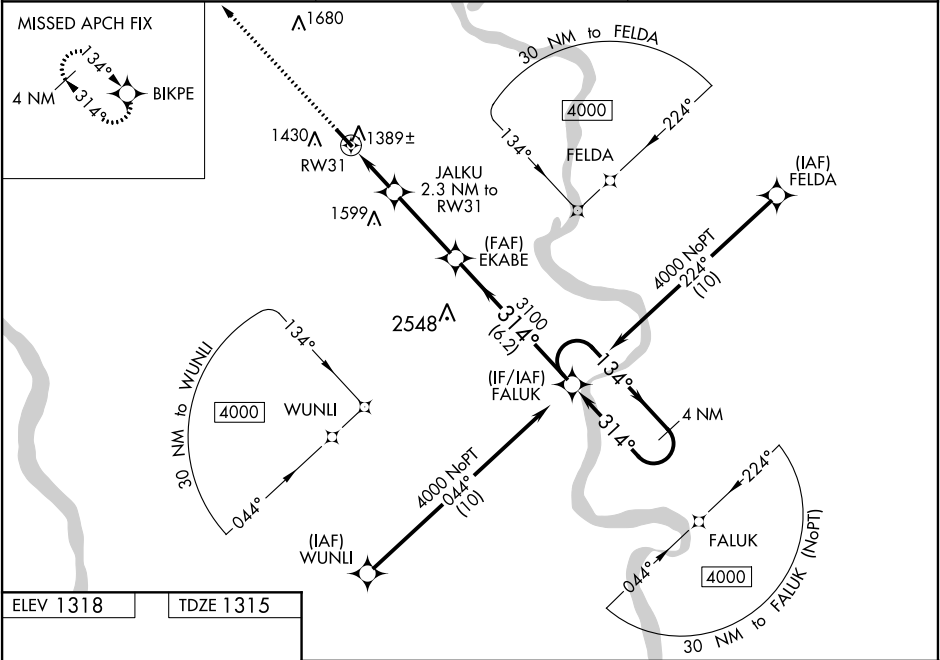 MISSED APCH FIX
134°
4 NM
314°
BIKPE
1680
30 NM to FELDA
4000
134°
224°
FELDA
1430
1389±
RW31
JALKU
2.3 NM to
RW31
1599
(IAF)
FELDA
(FAF)
EKABE
4000 NoPT
224°
(10)
2548
3100
314°
(6.2)
134°
30 NM to WUNLI
4000
WUNLI
044°
(IF/IAF)
FALUK
134°
4 NM
314°
4000 NoPT
044°
(10)
(IAF)
WUNLI
224°
FALUK
044°
4000
30 NM to FALUK (NoPT)
ELEV 1318
TDZE 1315